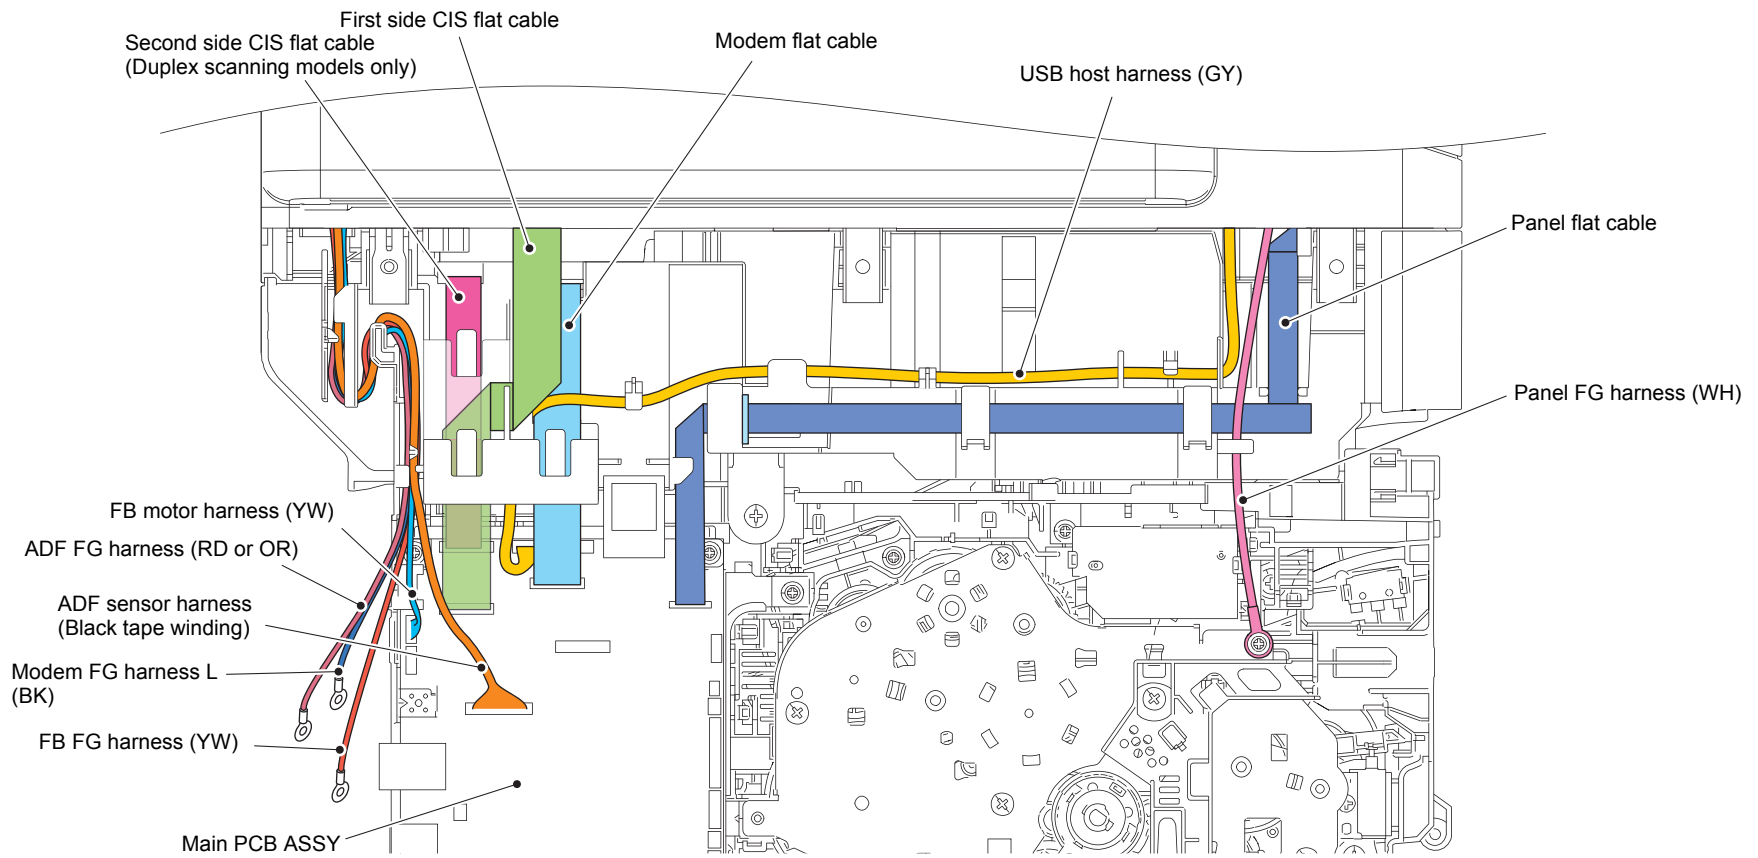 First side CIS flat cable
Second side CIS flat cable
(Duplex scanning models only)
Modem flat cable
USB host harness (GY)
Panel flat cable
Panel FG harness (WH)
FB motor harness (YW)
ADF FG harness (RD or OR)
ADF sensor harness
(Black tape winding)
Modem FG harness L
(BK)
FB FG harness (YW)
Main PCB ASSY